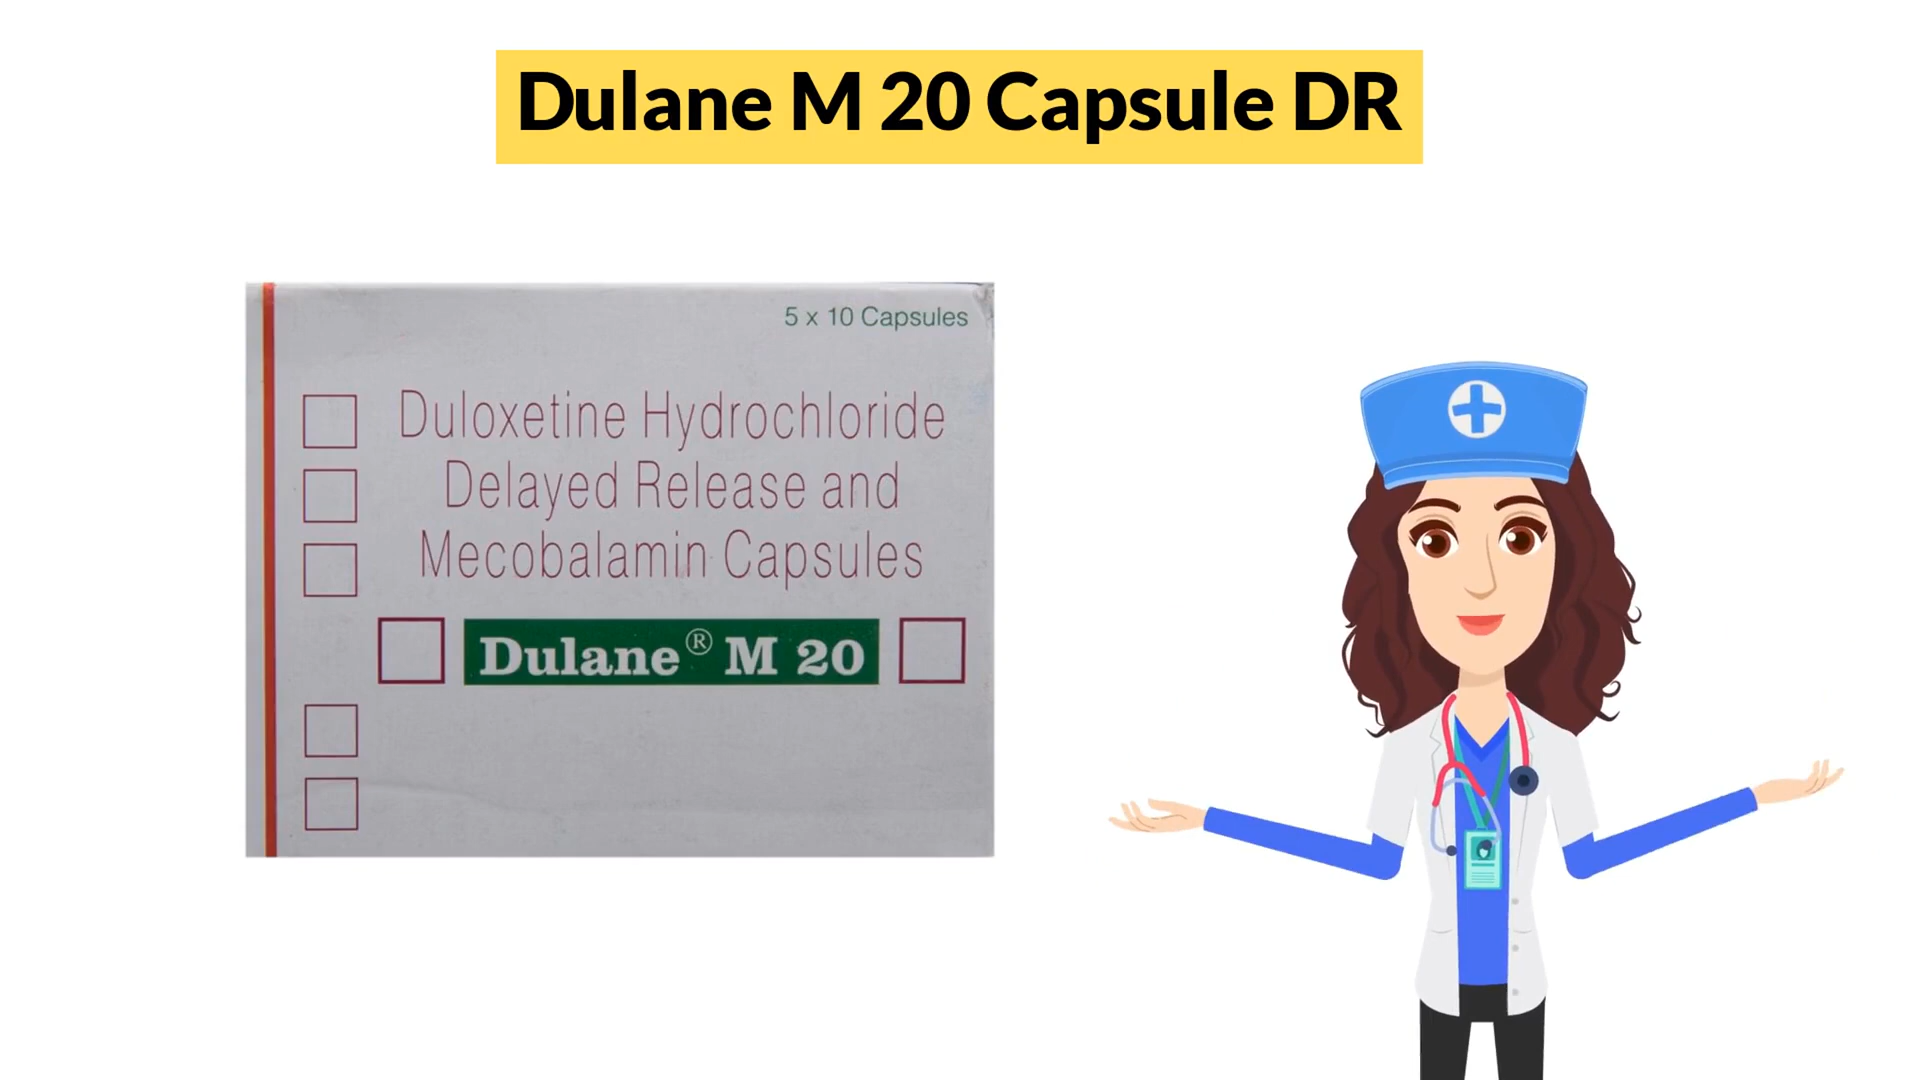 Dulane M 20 Capsule DR
5 x 10 Capsules
Duloxetine Hydrochloride
Delayed Release and
Mecobalamin Capsules
Dulane® M 20